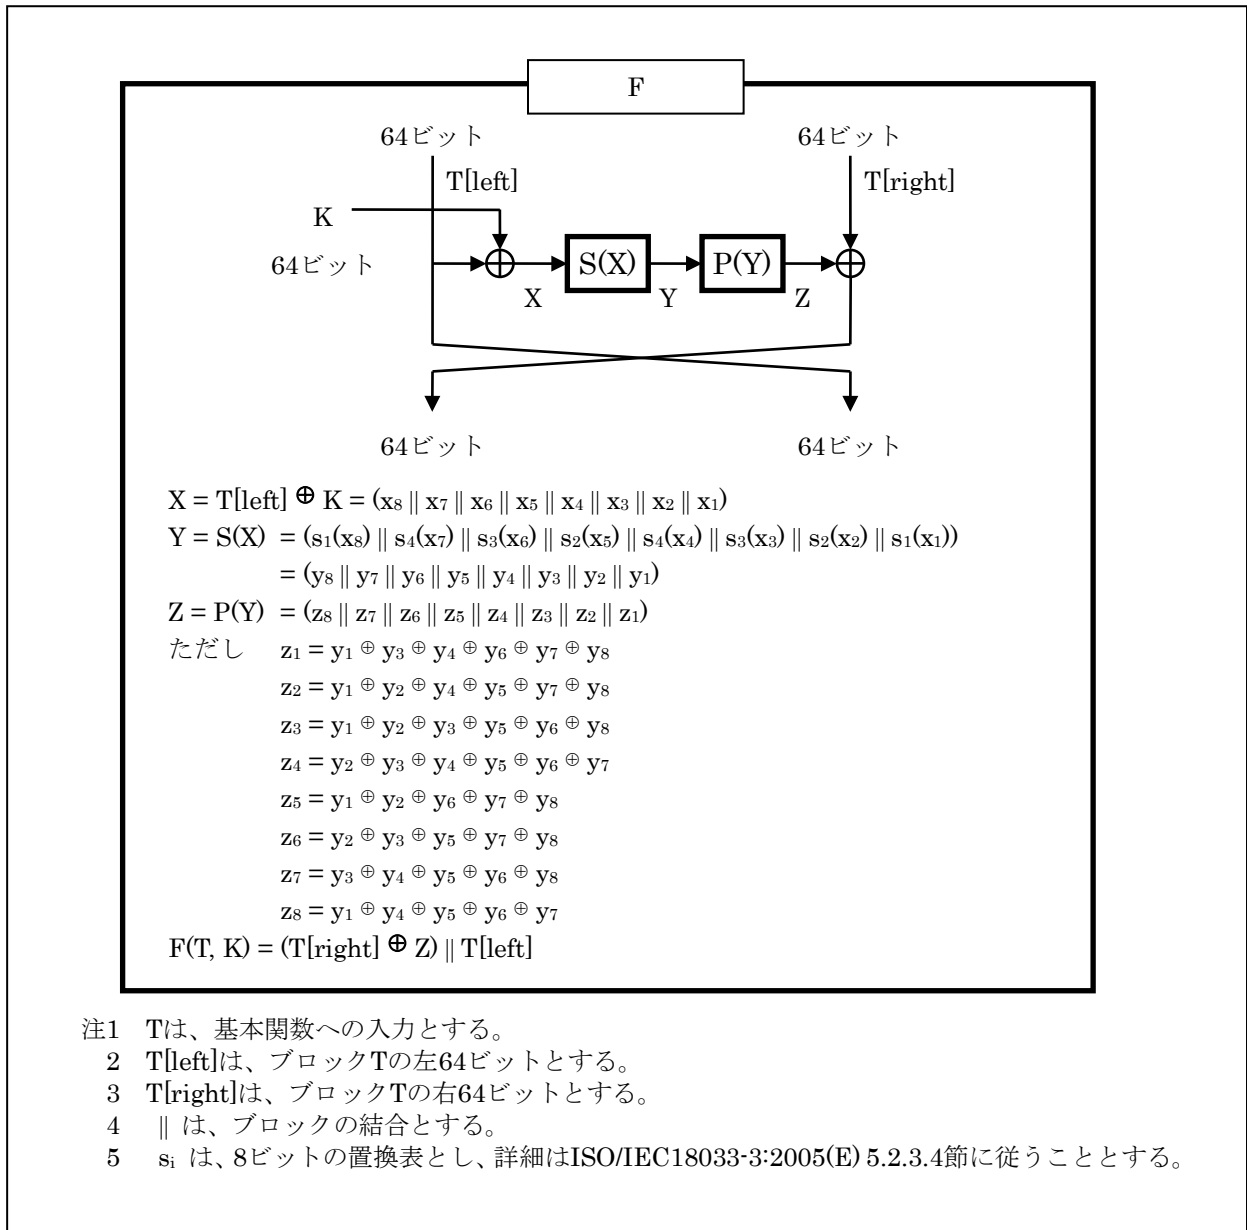 F
64ビット 64ビット
T[left] T[right]
K
64ビット S(X) P(Y)
X Y Z
64ビット 64ビット
X = T[left] ⊕ K = (x₈ ‖ x₇ ‖ x₆ ‖ x₅ ‖ x₄ ‖ x₃ ‖ x₂ ‖ x₁)
Y = S(X) = (s₁(x₈) ‖ s₄(x₇) ‖ s₃(x₆) ‖ s₂(x₅) ‖ s₄(x₄) ‖ s₃(x₃) ‖ s₂(x₂) ‖ s₁(x₁))
= (y₈ ‖ y₇ ‖ y₆ ‖ y₅ ‖ y₄ ‖ y₃ ‖ y₂ ‖ y₁)
Z = P(Y) = (z₈ ‖ z₇ ‖ z₆ ‖ z₅ ‖ z₄ ‖ z₃ ‖ z₂ ‖ z₁)
ただし z₁ = y₁ ⊕ y₃ ⊕ y₄ ⊕ y₆ ⊕ y₇ ⊕ y₈
z₂ = y₁ ⊕ y₂ ⊕ y₄ ⊕ y₅ ⊕ y₇ ⊕ y₈
z₃ = y₁ ⊕ y₂ ⊕ y₃ ⊕ y₅ ⊕ y₆ ⊕ y₈
z₄ = y₂ ⊕ y₃ ⊕ y₄ ⊕ y₅ ⊕ y₆ ⊕ y₇
z₅ = y₁ ⊕ y₂ ⊕ y₆ ⊕ y₇ ⊕ y₈
z₆ = y₂ ⊕ y₃ ⊕ y₅ ⊕ y₇ ⊕ y₈
z₇ = y₃ ⊕ y₄ ⊕ y₅ ⊕ y₆ ⊕ y₈
z₈ = y₁ ⊕ y₄ ⊕ y₅ ⊕ y₆ ⊕ y₇
F(T, K) = (T[right] ⊕ Z) ‖ T[left]
注1 Tは、基本関数への入力とする。
2 T[left]は、ブロックTの左64ビットとする。
3 T[right]は、ブロックTの右64ビットとする。
4 ‖ は、ブロックの結合とする。
5 sᵢ は、8ビットの置換表とし、詳細はISO/IEC18033-3:2005(E) 5.2.3.4節に従うこととする。